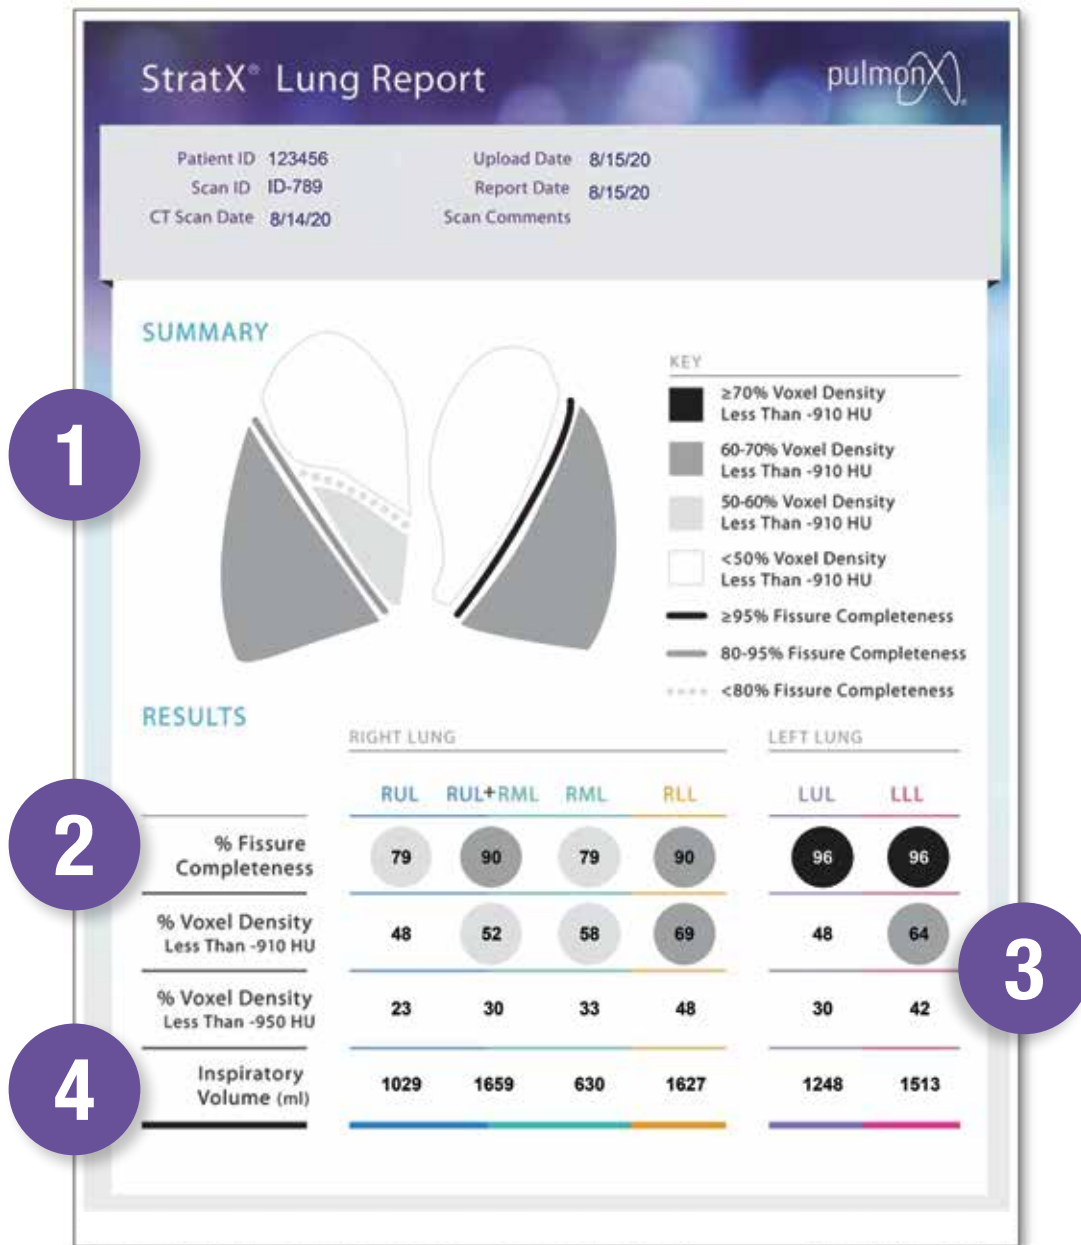 StratX® Lung Report
pulmonX®
Patient ID 123456
Upload Date 8/15/20
Scan ID ID-789
Report Date 8/15/20
CT Scan Date 8/14/20
Scan Comments
SUMMARY
KEY
≥70% Voxel Density
Less Than -910 HU
1
60-70% Voxel Density
Less Than -910 HU
50-60% Voxel Density
Less Than -910 HU
<50% Voxel Density
Less Than -910 HU
≥95% Fissure Completeness
80-95% Fissure Completeness
<80% Fissure Completeness
RESULTS
RIGHT LUNG LEFT LUNG
RUL RUL+RML RML RLL LUL LLL
2
% Fissure
Completeness
79 90 79 90 96 96
% Voxel Density
Less Than -910 HU
48 52 58 69 48 64
3
% Voxel Density
Less Than -950 HU
23 30 33 48 30 42
4
Inspiratory
Volume (ml)
1029 1659 630 1627 1248 1513